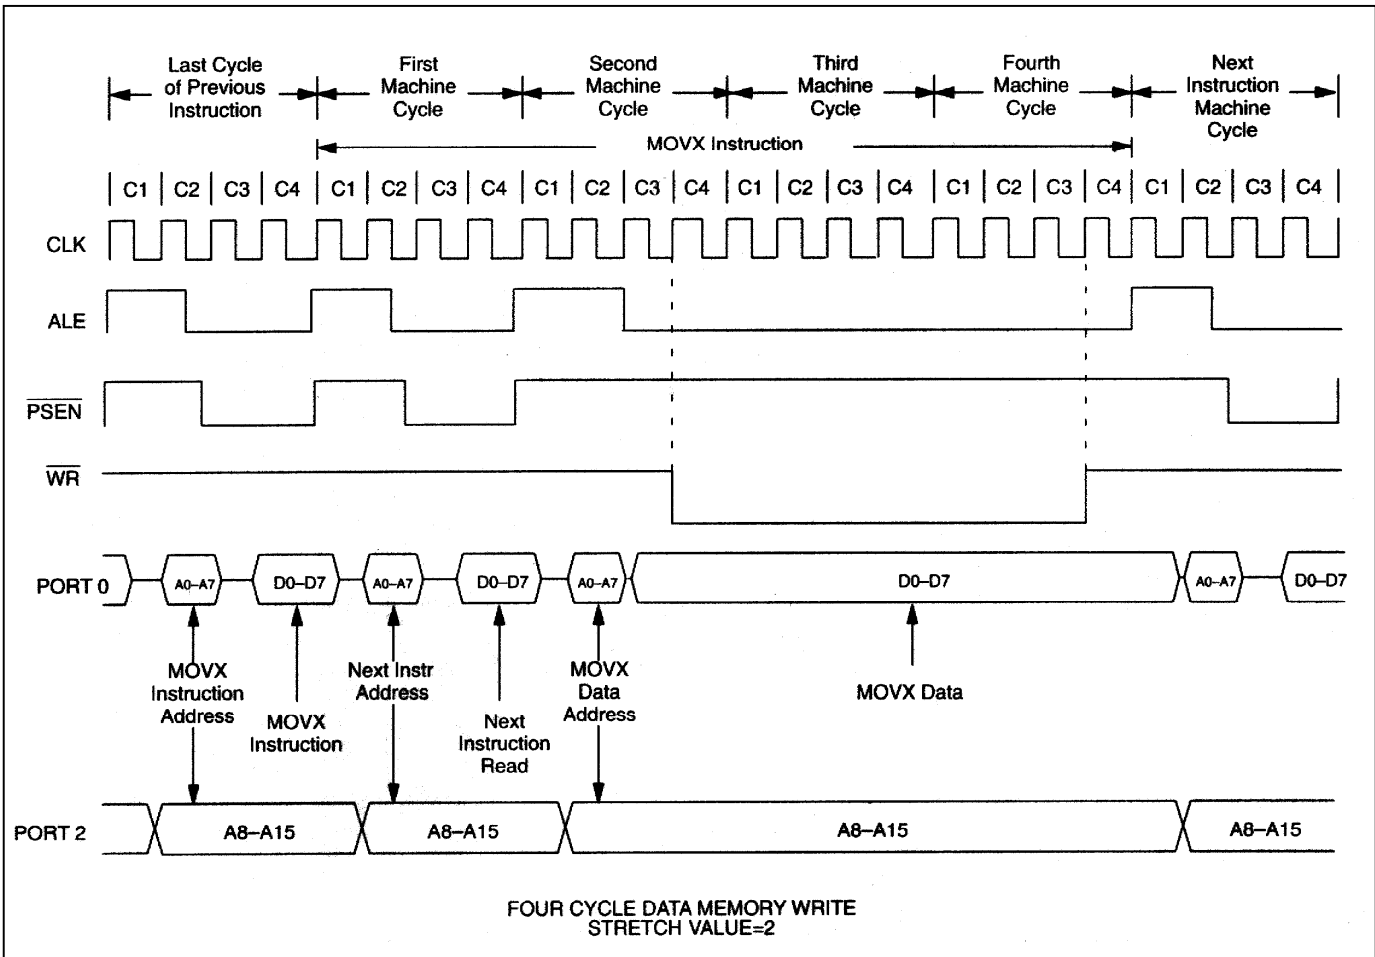 Last Cycle
of Previous
Instruction
First
Machine
Cycle
Second
Machine
Cycle
Third
Machine
Cycle
Fourth
Machine
Cycle
Next
Instruction
Machine
Cycle
MOVX Instruction
C1 C2 C3 C4 C1 C2 C3 C4 C1 C2 C3 C4 C1 C2 C3 C4 C1 C2 C3 C4 C1 C2 C3 C4
CLK
ALE
PSEN
WR
PORT 0
A0–A7 D0–D7 A0–A7 D0–D7 A0–A7 D0–D7 A0–A7 D0–D7
MOVX
Instruction
Address
MOVX
Instruction
Next Instr
Address
Next
Instruction
Read
MOVX
Data
Address
MOVX Data
PORT 2
A8–A15 A8–A15 A8–A15 A8–A15
FOUR CYCLE DATA MEMORY WRITE
STRETCH VALUE=2